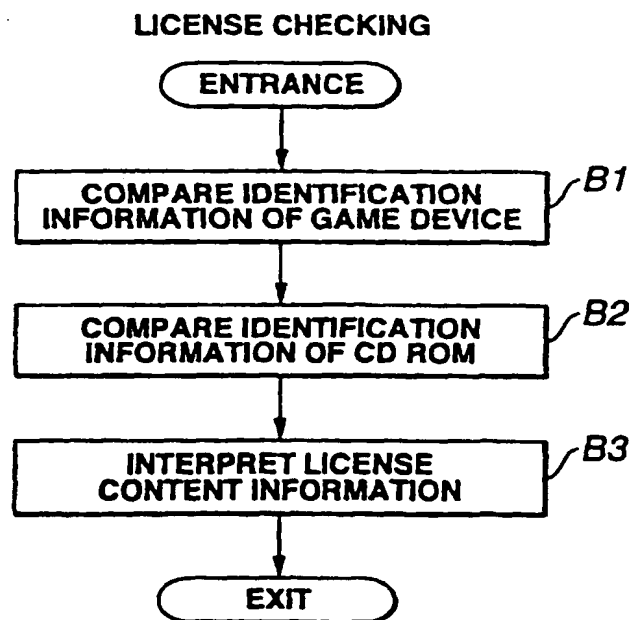 LICENSE CHECKING
ENTRANCE
COMPARE IDENTIFICATION
INFORMATION OF GAME DEVICE
B1
COMPARE IDENTIFICATION
INFORMATION OF CD ROM
B2
INTERPRET LICENSE
CONTENT INFORMATION
B3
EXIT